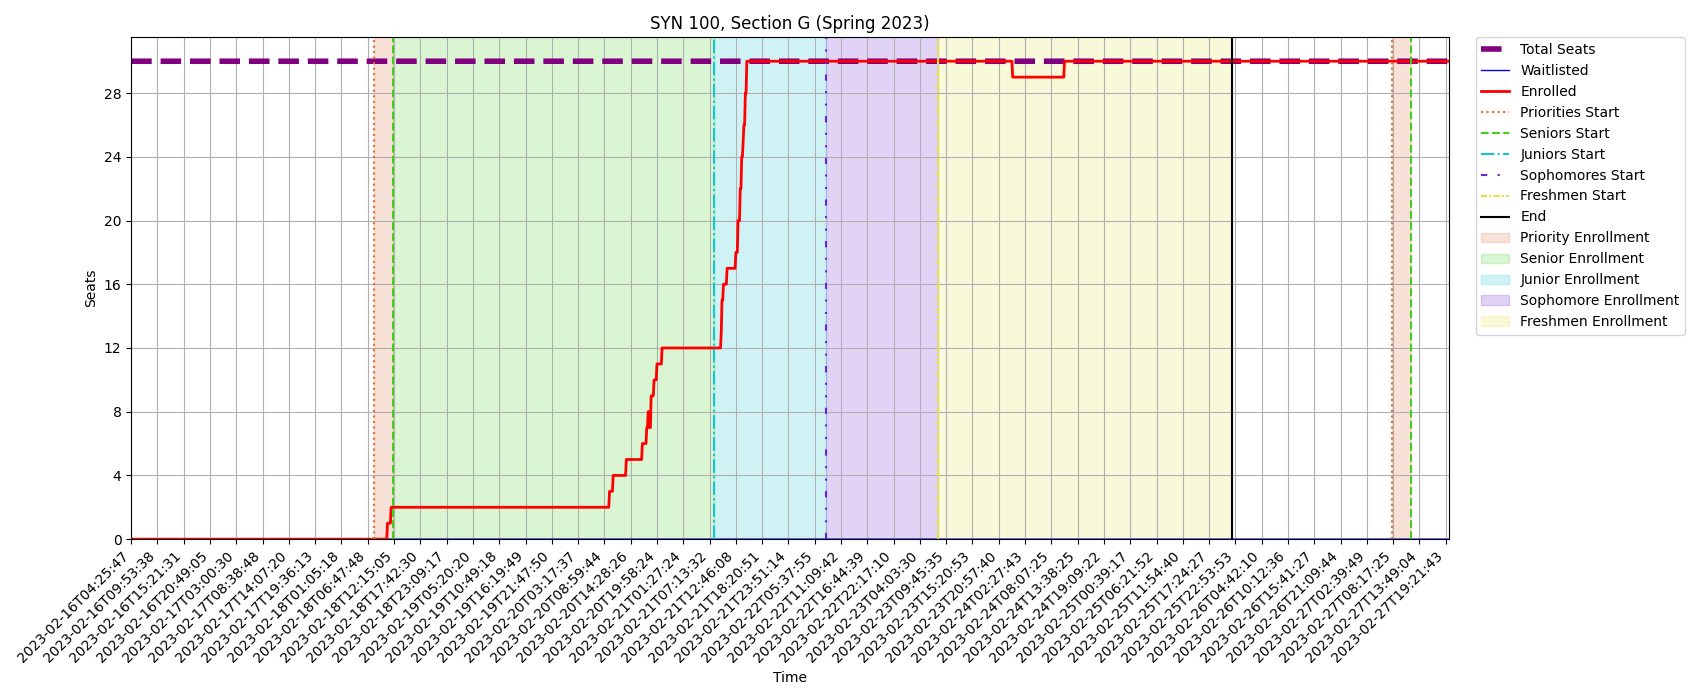 SYN 100, Section G (Spring 2023)
Seats
28
24
20
16
12
8
4
0
2023-02-16T04:25:47
2023-02-16T09:53:38
2023-02-16T15:21:31
2023-02-16T20:49:05
2023-02-17T03:00:30
2023-02-17T08:38:48
2023-02-17T14:07:20
2023-02-17T19:36:13
2023-02-18T01:05:18
2023-02-18T06:47:48
2023-02-18T12:15:05
2023-02-18T17:42:30
2023-02-18T23:09:17
2023-02-19T05:20:20
2023-02-19T10:49:18
2023-02-19T16:19:49
2023-02-19T21:47:50
2023-02-20T03:17:37
2023-02-20T08:59:44
2023-02-20T14:28:26
2023-02-20T19:58:24
2023-02-21T01:27:24
2023-02-21T07:13:32
2023-02-21T12:46:08
2023-02-21T18:20:51
2023-02-21T23:51:14
2023-02-22T05:37:55
2023-02-22T11:09:42
2023-02-22T16:44:39
2023-02-22T22:17:10
2023-02-23T04:03:30
2023-02-23T09:45:35
2023-02-23T15:20:53
2023-02-23T20:57:40
2023-02-24T02:27:43
2023-02-24T08:07:25
2023-02-24T13:38:25
2023-02-24T19:09:22
2023-02-25T00:39:17
2023-02-25T06:21:52
2023-02-25T11:54:40
2023-02-25T17:24:27
2023-02-25T22:53:53
2023-02-26T04:42:10
2023-02-26T10:12:36
2023-02-26T15:41:27
2023-02-26T21:09:44
2023-02-27T02:39:49
2023-02-27T08:17:25
2023-02-27T13:49:04
2023-02-27T19:21:43
Time
Total Seats
Waitlisted
Enrolled
Priorities Start
Seniors Start
Juniors Start
Sophomores Start
Freshmen Start
End
Priority Enrollment
Senior Enrollment
Junior Enrollment
Sophomore Enrollment
Freshmen Enrollment